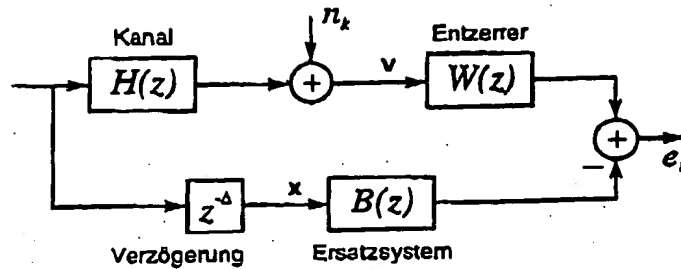 n_k
Kanal
Entzerrer
H(z)
+
v
W(z)
+
−
e
z^{-Δ}
x
B(z)
Verzögerung
Ersatzsystem